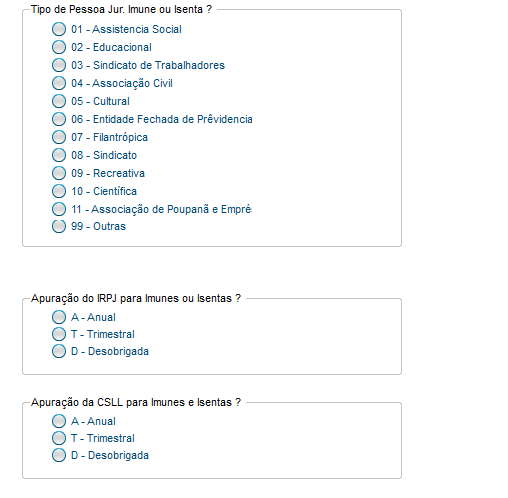 Tipo de Pessoa Jur. Imune ou Isenta ?
01 - Assistencia Social
02 - Educacional
03 - Sindicato de Trabalhadores
04 - Associação Civil
05 - Cultural
06 - Entidade Fechada de Prêvidencia
07 - Filantrópica
08 - Sindicato
09 - Recreativa
10 - Científica
11 - Associação de Poupanã e Empré
99 - Outras
Apuração do IRPJ para Imunes ou Isentas ?
A - Anual
T - Trimestral
D - Desobrigada
Apuração da CSLL para Imunes e Isentas ?
A - Anual
T - Trimestral
D - Desobrigada